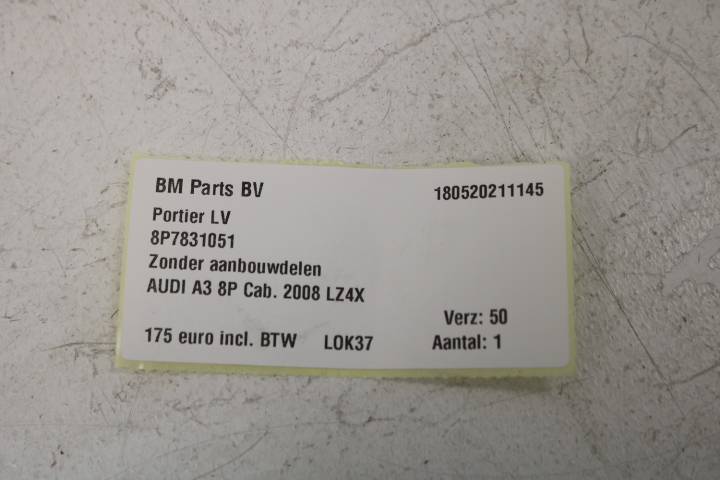 BM Parts BV 180520211145
Portier LV
8P7831051
Zonder aanbouwdelen
AUDI A3 8P Cab. 2008 LZ4X
Verz: 50
175 euro incl. BTW LOK37 Aantal: 1